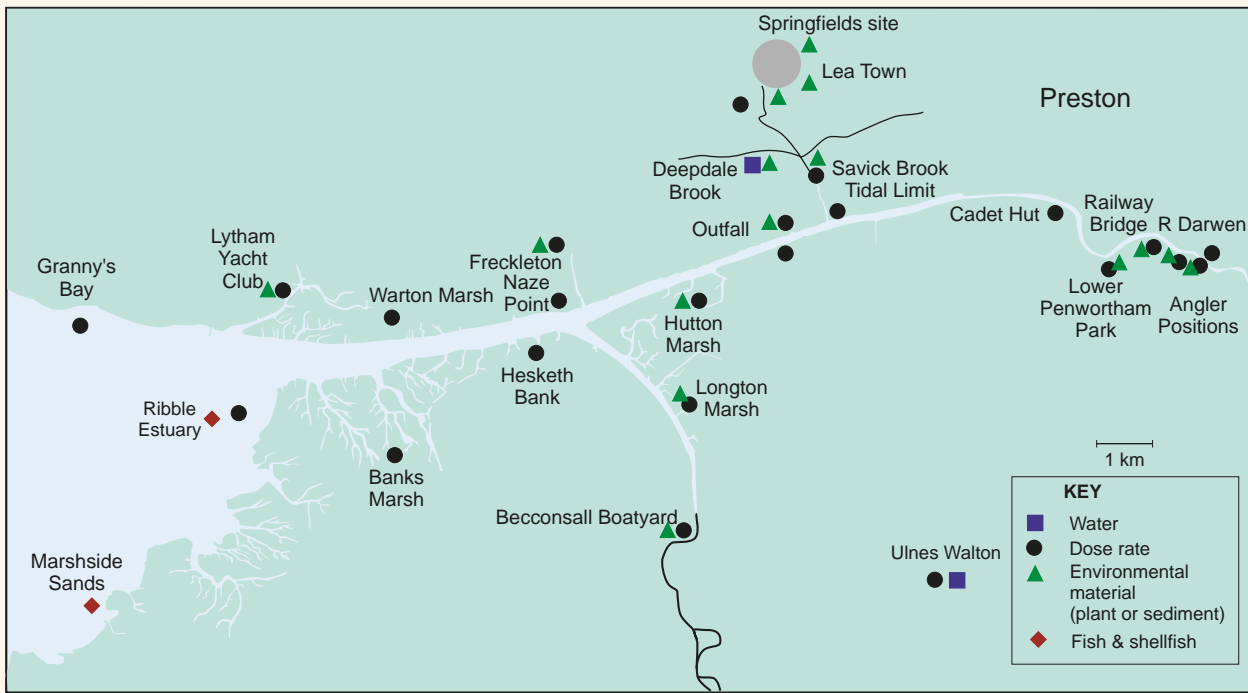 Springfields site
Lea Town
Preston
Deepdale
Brook
Savick Brook
Tidal Limit
Cadet Hut
Railway
Bridge
R Darwen
Outfall
Lytham
Yacht
Club
Granny's
Bay
Freckleton
Naze
Point
Warton Marsh
Lower
Penwortham
Park
Angler
Positions
Hutton
Marsh
Hesketh
Bank
Longton
Marsh
Ribble
Estuary
Banks
Marsh
1 km
Becconsall Boatyard
Marshside
Sands
Ulnes Walton
KEY
Water
Dose rate
Environmental
material
(plant or sediment)
Fish & shellfish